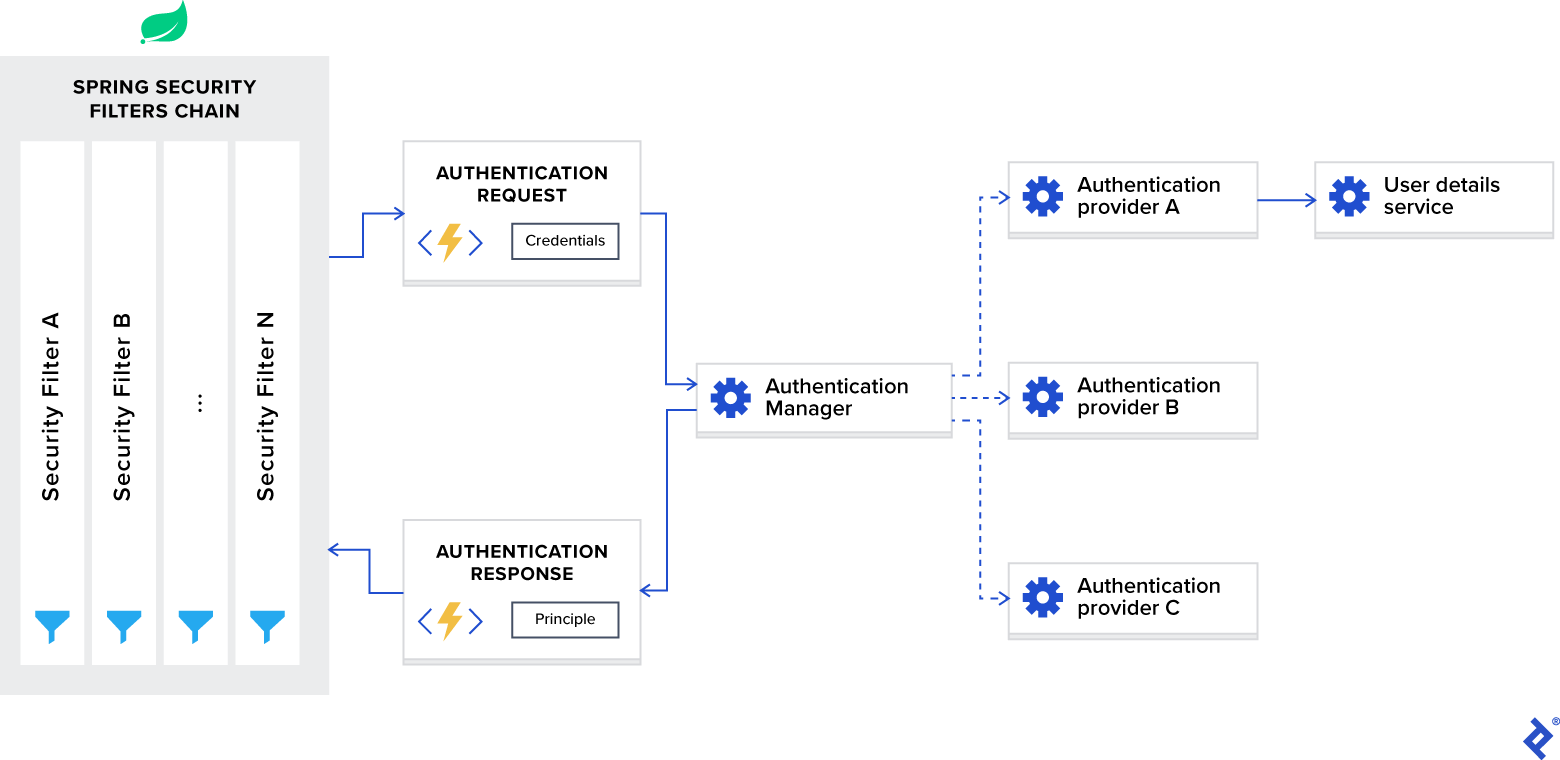 SPRING SECURITY
FILTERS CHAIN
Security Filter A
Security Filter B
...
Security Filter N
AUTHENTICATION
REQUEST
Credentials
AUTHENTICATION
RESPONSE
Principle
Authentication
Manager
Authentication
provider A
User details
service
Authentication
provider B
Authentication
provider C
®